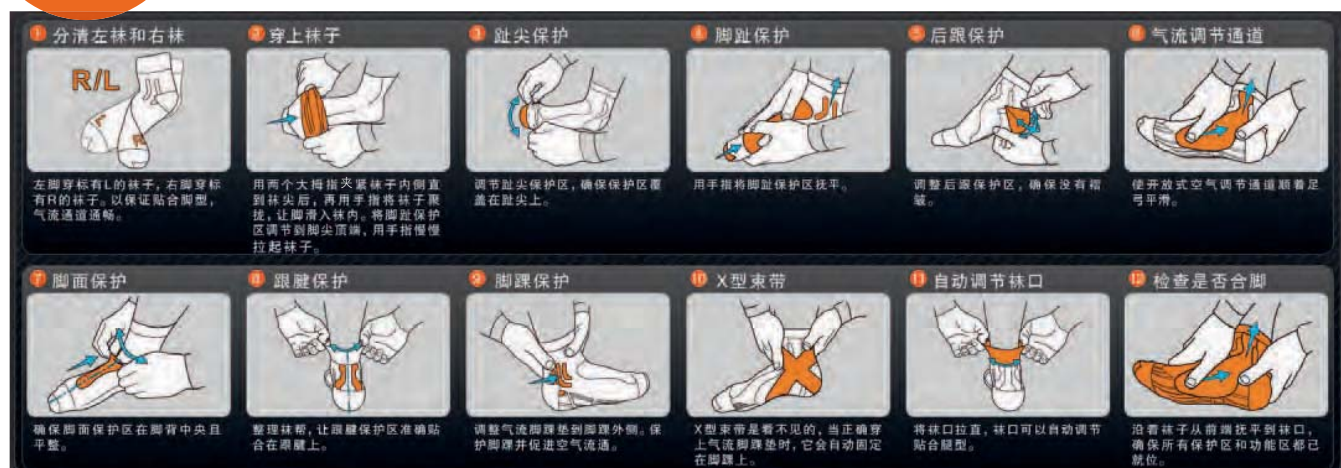 1 分清左袜和右袜
R/L
L
R
左脚穿标有L的袜子,右脚穿标
有R的袜子。以保证贴合脚型,
气流通道通畅。
2 穿上袜子
用两个大拇指夹紧袜子内侧直
到袜尖后,再用手指将袜子聚
拢,让脚滑入袜内。将脚趾保护
区调节到脚尖顶端,用手指慢慢
拉起袜子。
3 趾尖保护
调节趾尖保护区,确保保护区覆
盖在趾尖上。
4 脚趾保护
用手指将脚趾保护区抚平。
5 后跟保护
调整后跟保护区,确保没有褶
皱。
6 气流调节通道
使开放式空气调节通道顺着足
弓平滑。
7 脚面保护
确保脚面保护区在脚背中央且
平整。
8 跟腱保护
整理袜帮,让跟腱保护区准确贴
合在跟腱上。
9 脚踝保护
调整气流脚踝垫到脚踝外侧。保
护脚踝并促进空气流通。
10 X型束带
X型束带是看不见的,当正确穿
上气流脚踝垫时,它会自动固定
在脚踝上。
11 自动调节袜口
将袜口拉直,袜口可以自动调节
贴合腿型。
12 检查是否合脚
沿着袜子从前端抚平到袜口,
确保所有保护区和功能区都已
就位。